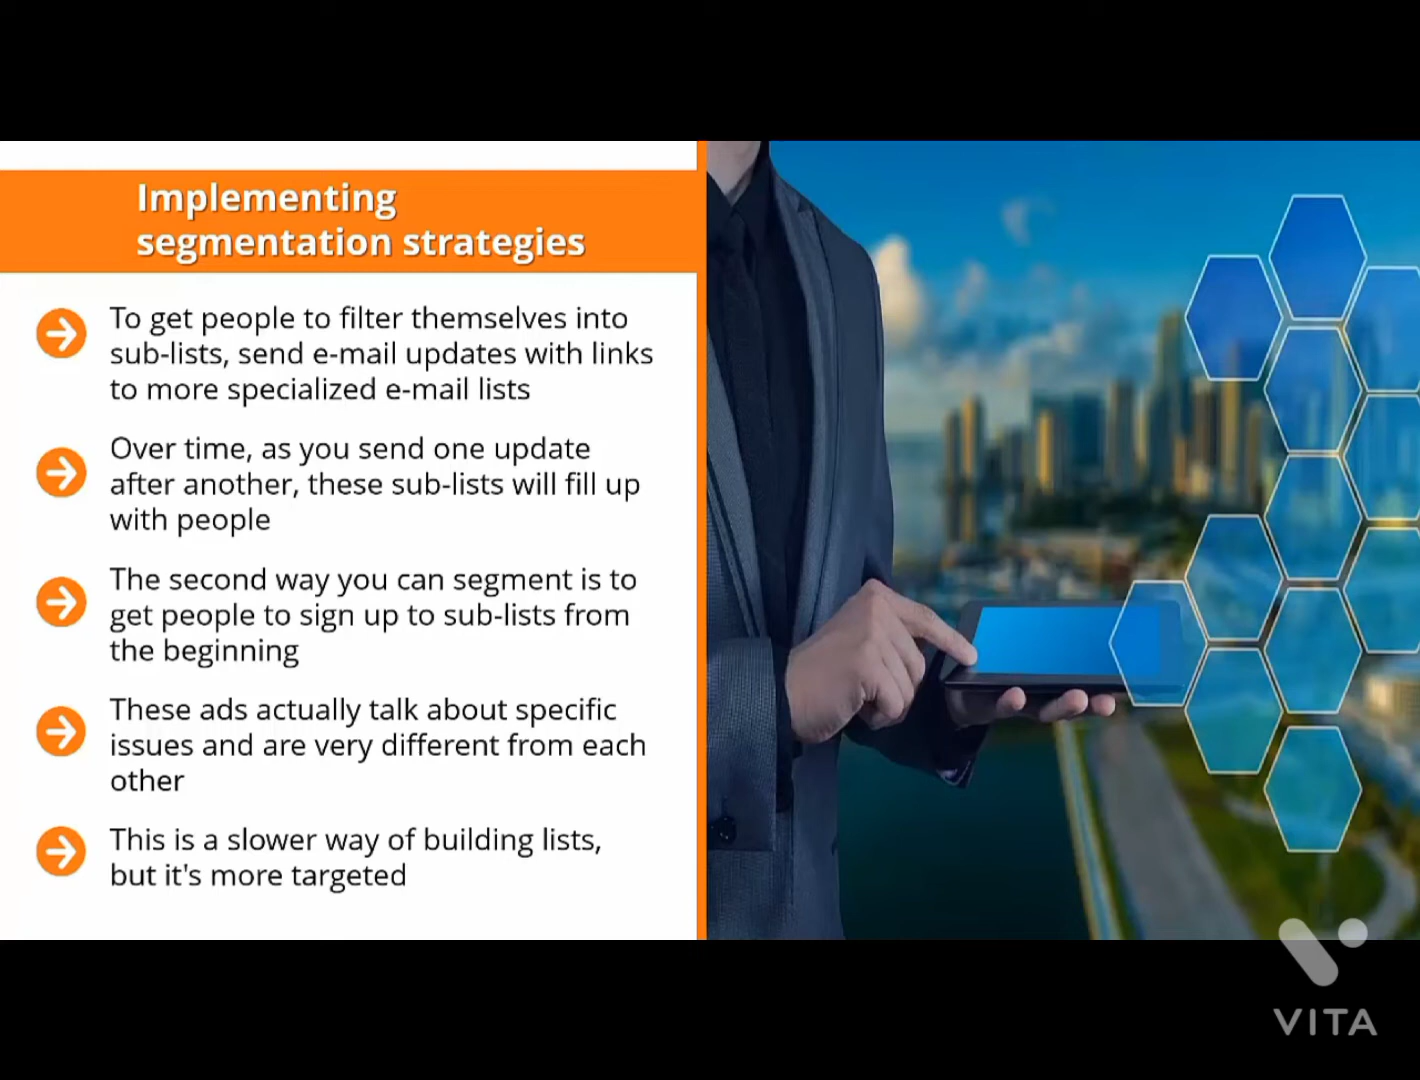 Implementing
segmentation strategies
To get people to filter themselves into
sub-lists, send e-mail updates with links
to more specialized e-mail lists
Over time, as you send one update
after another, these sub-lists will fill up
with people
The second way you can segment is to
get people to sign up to sub-lists from
the beginning
These ads actually talk about specific
issues and are very different from each
other
This is a slower way of building lists,
but it's more targeted
VITA